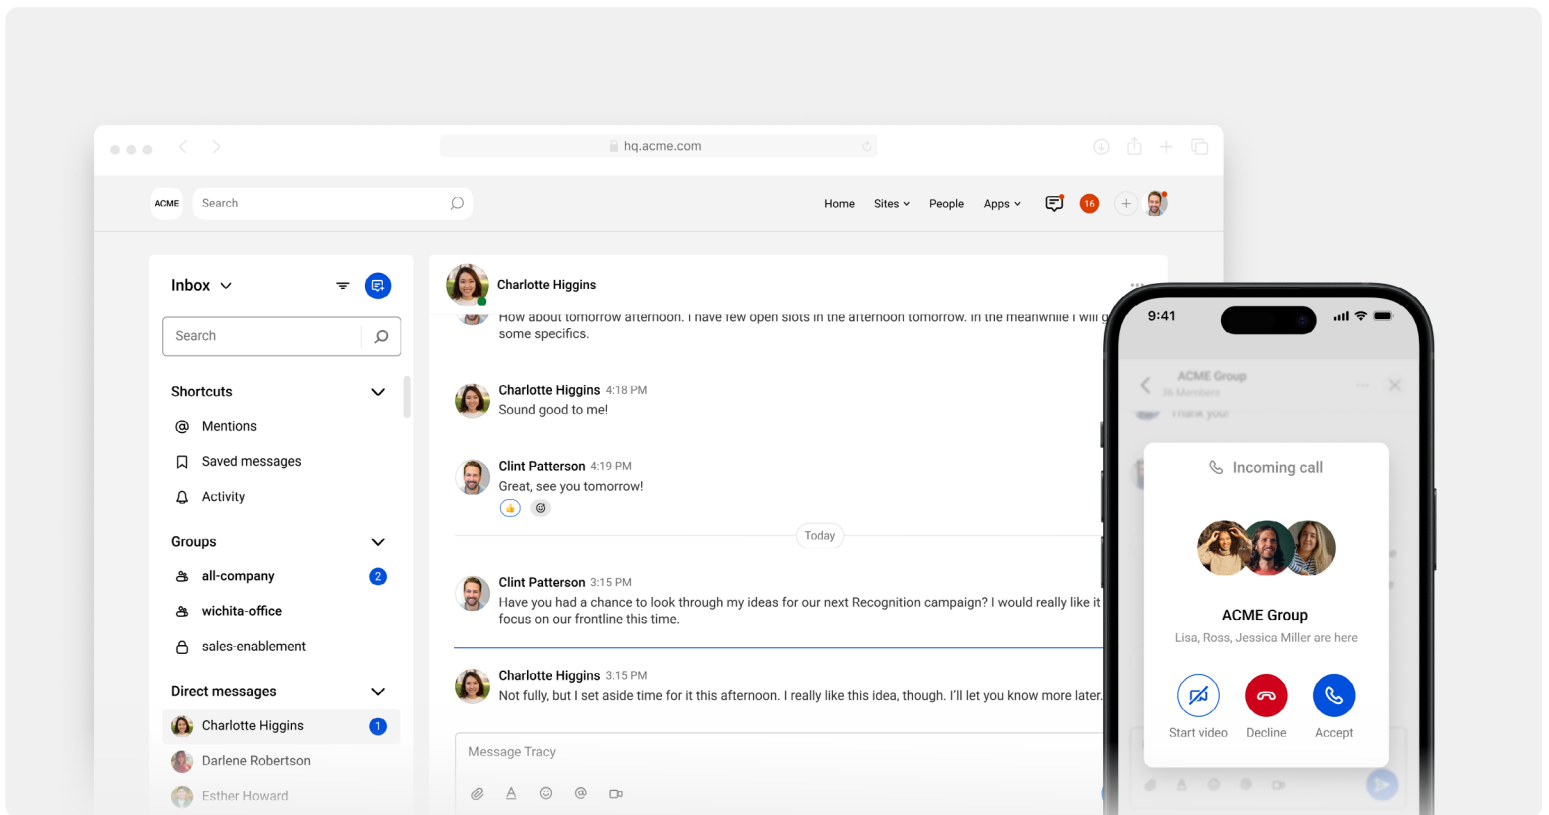 hq.acme.com
ACME
Search
Home
Sites
People
Apps
16
Inbox
Search
Shortcuts
Mentions
Saved messages
Activity
Groups
all-company
2
wichita-office
sales-enablement
Direct messages
Charlotte Higgins
1
Darlene Robertson
Esther Howard
Charlotte Higgins
How about tomorrow afternoon. I have few open slots in the afternoon tomorrow. In the meanwhile I will g
some specifics.
Charlotte Higgins 4:18 PM
Sound good to me!
Clint Patterson 4:19 PM
Great, see you tomorrow!
Today
Clint Patterson 3:15 PM
Have you had a chance to look through my ideas for our next Recognition campaign? I would really like it
focus on our frontline this time.
Charlotte Higgins 3:15 PM
Not fully, but I set aside time for it this afternoon. I really like this idea, though. I'll let you know more later.
Message Tracy
9:41
ACME Group
36 Members
Thank you!
Incoming call
ACME Group
Lisa, Ross, Jessica Miller are here
Start video
Decline
Accept